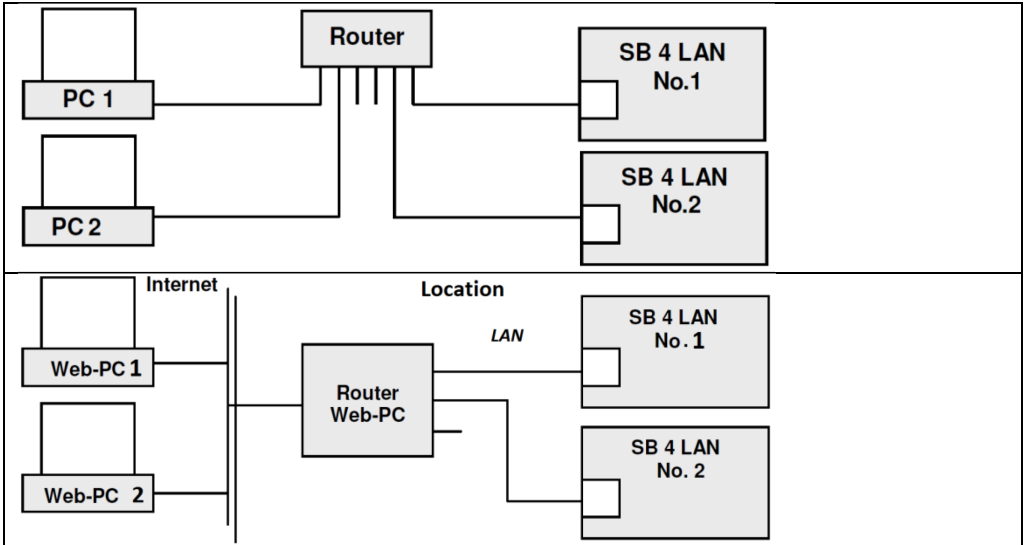 Router
PC 1
SB 4 LAN
No.1
PC 2
SB 4 LAN
No.2
Internet
Location
LAN
Web-PC 1
Router
Web-PC
SB 4 LAN
No. 1
Web-PC 2
SB 4 LAN
No. 2